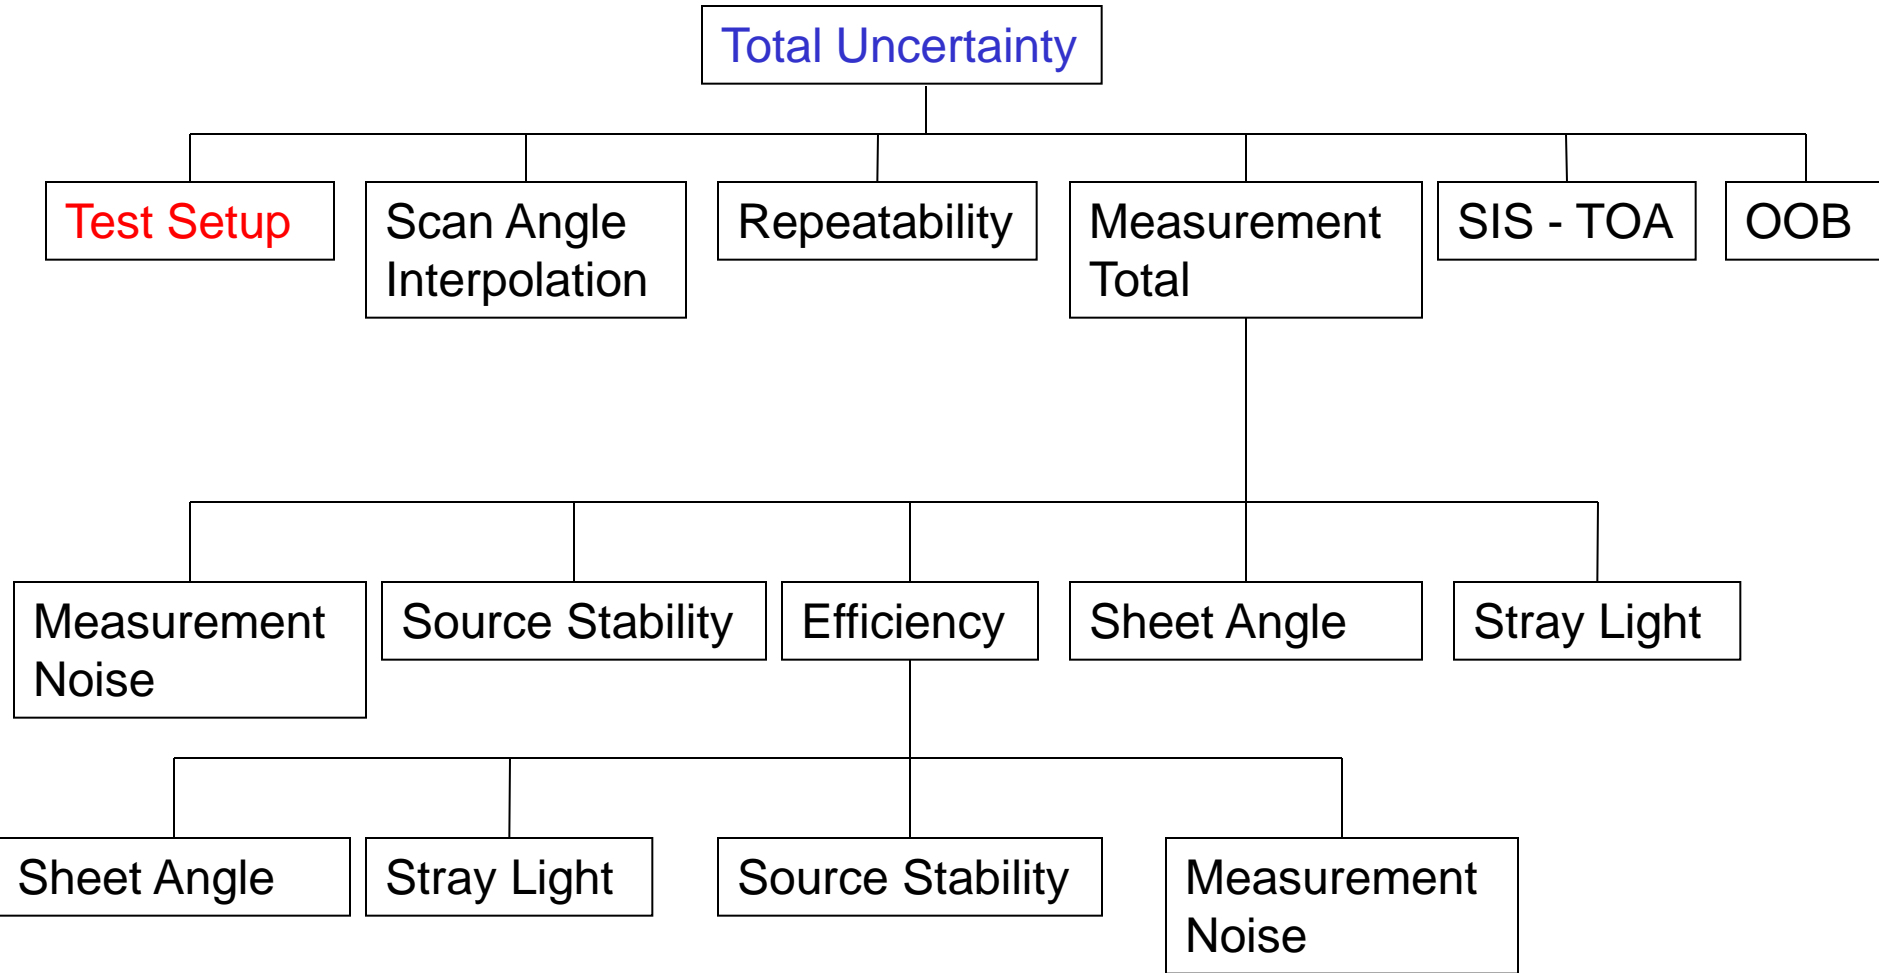 Total Uncertainty
Test Setup
Scan Angle
Interpolation
Repeatability
Measurement
Total
SIS - TOA
OOB
Measurement
Noise
Source Stability
Efficiency
Sheet Angle
Stray Light
Sheet Angle
Stray Light
Source Stability
Measurement
Noise